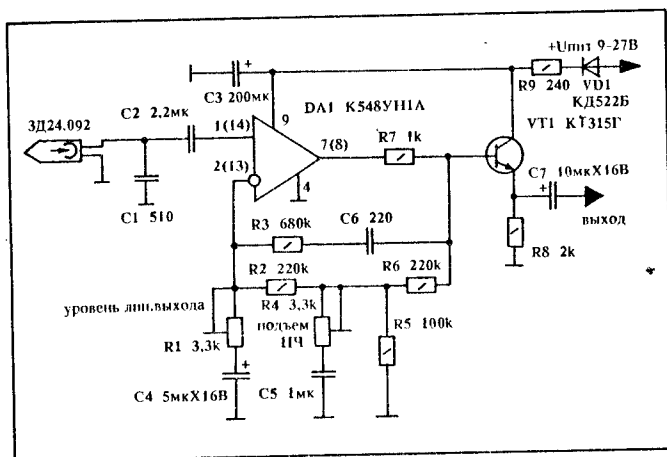 +Uпит 9-27В
C3 200мк
R9 240
VD1
КД522Б
DA1 К548УН1А
VT1 КТ315Г
ЗД24.092
C2 2,2мк
1(14)
9
7(8)
R7 1k
2(13)
4
C7 10мкХ16В
C1 510
выход
R3 680k
C6 220
R8 2k
R2 220k
R6 220k
уровень лин.выхода
R4 3,3k
подъем
НЧ
R5 100k
R1 3,3k
C4 5мкХ16В
C5 1мк